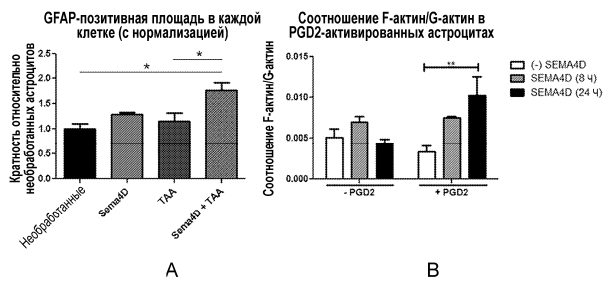 GFAP-позитивная площадь в каждой
клетке (с нормализацией)
Кратность относительно
необработанных астроцитов
2.5
2.0
1.5
1.0
0.5
0.0
*
*
Необработанные
Sema4D
TAA
Sema4D + TAA
A
Соотношение F-актин/G-актин в
PGD2-активированных астроцитах
Соотношение F-актин/G-актин
0.015
0.010
0.005
0.000
**
- PGD2
+ PGD2
(-) SEMA4D
SEMA4D (8 ч)
SEMA4D (24 ч)
B